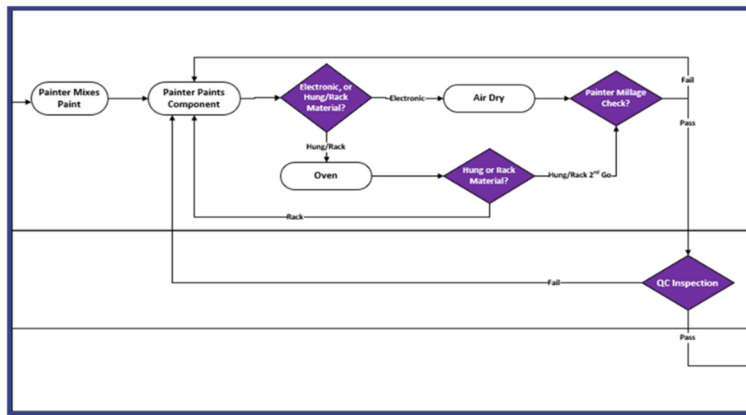 Painter Mixes
Paint
Painter Paints
Component
Electronic, or
Hung/Rack
Material?
Electronic
Air Dry
Painter Millage
Check?
Fail
Pass
Hung/Rack
Oven
Hung or Rack
Material?
Hung/Rack 2nd Go
Rack
Fail
QC Inspection
Pass